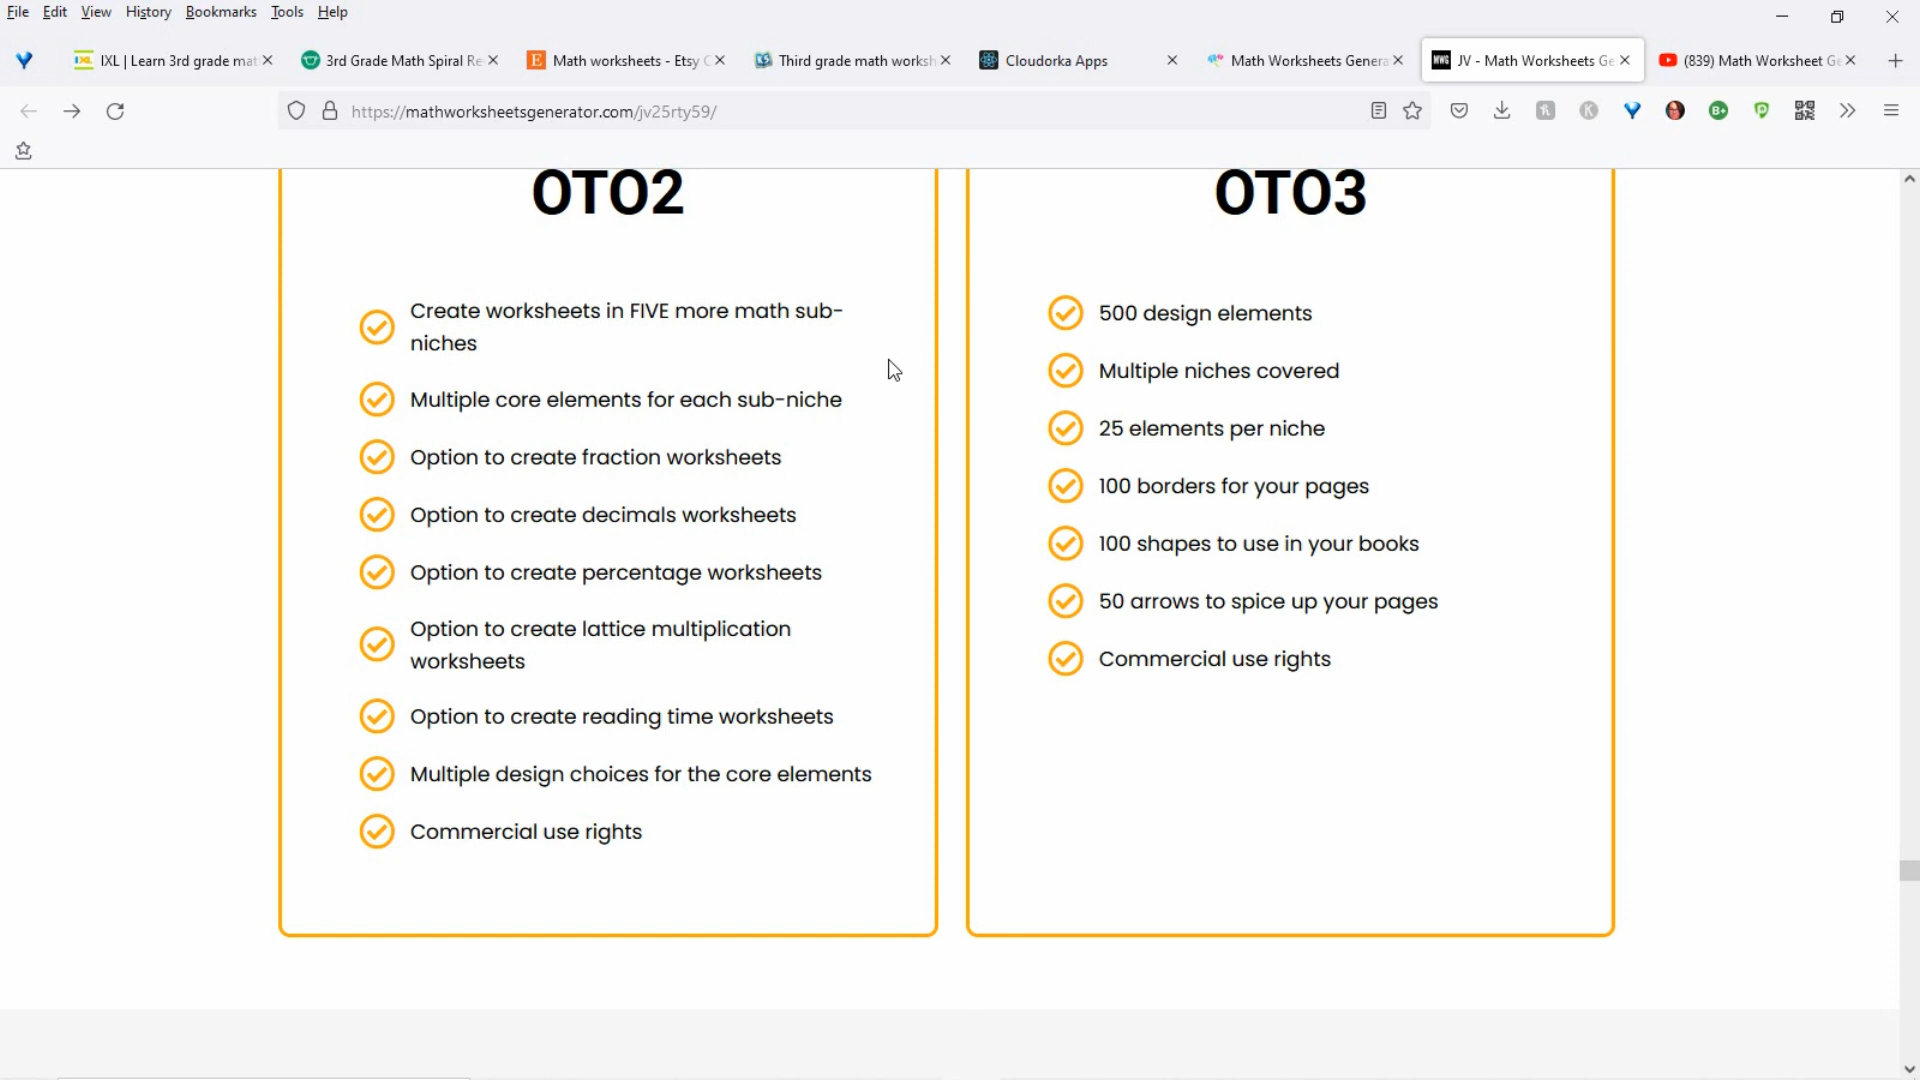 File Edit View History Bookmarks Tools Help
IXL | Learn 3rd grade mat
3rd Grade Math Spiral Re
Math worksheets - Etsy C
Third grade math worksh
Cloudorka Apps
Math Worksheets Genera
JV - Math Worksheets Ge
(839) Math Worksheet Ge
https://mathworksheetsgenerator.com/jv25rty59/
OTO2
Create worksheets in FIVE more math sub-
niches
Multiple core elements for each sub-niche
Option to create fraction worksheets
Option to create decimals worksheets
Option to create percentage worksheets
Option to create lattice multiplication
worksheets
Option to create reading time worksheets
Multiple design choices for the core elements
Commercial use rights
OTO3
500 design elements
Multiple niches covered
25 elements per niche
100 borders for your pages
100 shapes to use in your books
50 arrows to spice up your pages
Commercial use rights